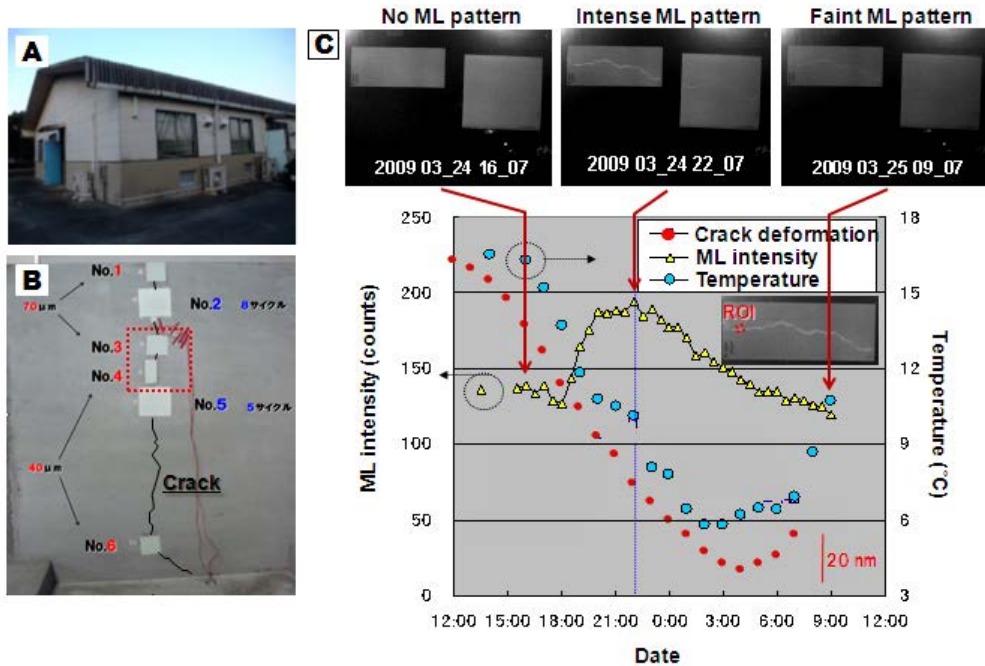 A
B
No.1
No.2 8サイクル
70μm
No.3
No.4
No.5 5サイクル
40μm
Crack
No.6
C
No ML pattern
Intense ML pattern
Faint ML pattern
2009 03_24 16_07
2009 03_24 22_07
2009 03_25 09_07
Crack deformation
ML intensity
Temperature
ROI
20 nm
ML intensity (counts)
250
200
150
100
50
0
Temperature (°C)
18
15
12
9
6
3
12:00 15:00 18:00 21:00 0:00 3:00 6:00 9:00 12:00
Date